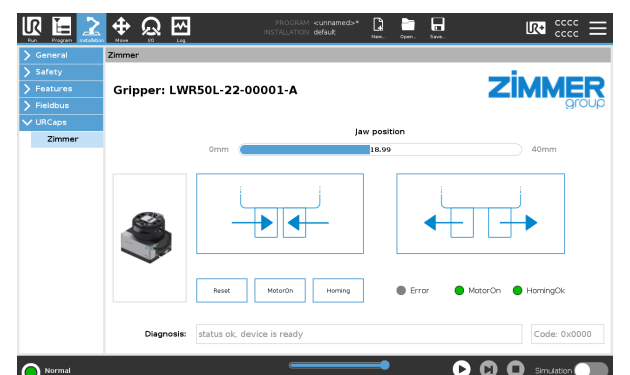 PROGRAM <unnamed>*
INSTALLATION default
Run Program Installation Move I/O Log New... Open... Save...
CCCC
CCCC
General
Safety
Features
Fieldbus
URCaps
Zimmer
Zimmer
Gripper: LWR50L-22-00001-A
ZIMMER
group
Jaw position
0mm 18.99 40mm
Reset MotorOn Homing Error MotorOn HomingOk
Diagnosis: status ok, device is ready Code: 0x0000
Normal Simulation